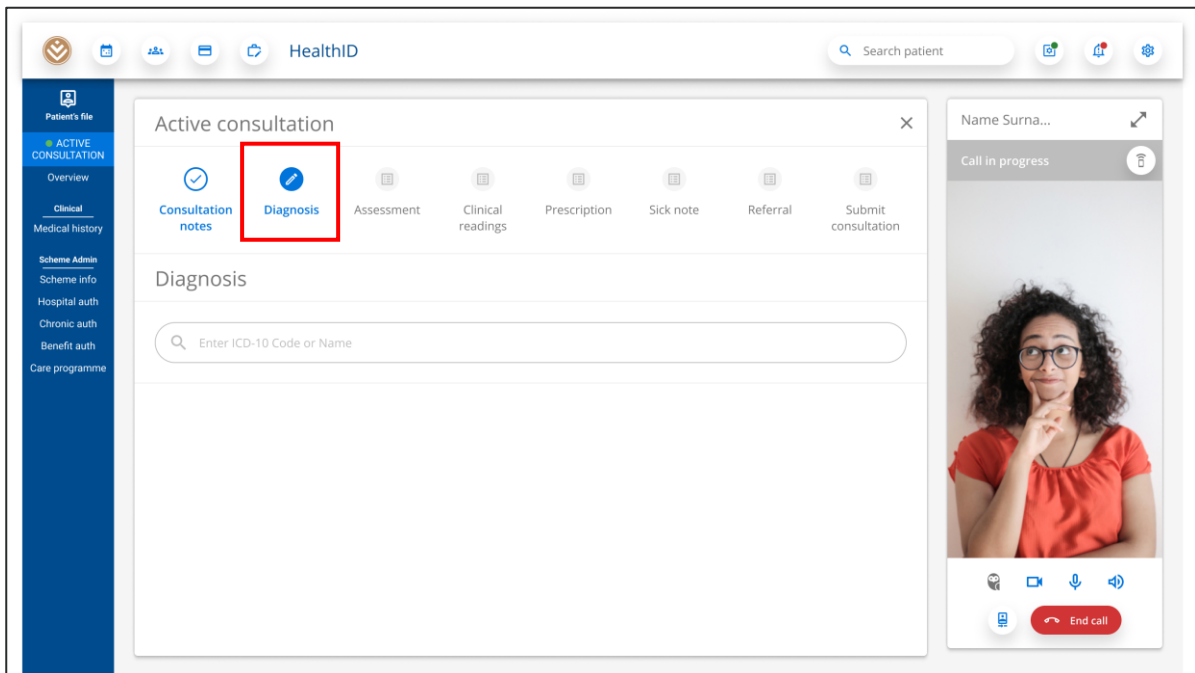 HealthID
Search patient
Patient's file
ACTIVE
CONSULTATION
Overview
Clinical
Medical history
Scheme Admin
Scheme info
Hospital auth
Chronic auth
Benefit auth
Care programme
Active consultation
Consultation
notes
Diagnosis
Assessment
Clinical
readings
Prescription
Sick note
Referral
Submit
consultation
Diagnosis
Enter ICD-10 Code or Name
Name Surna...
Call in progress
End call